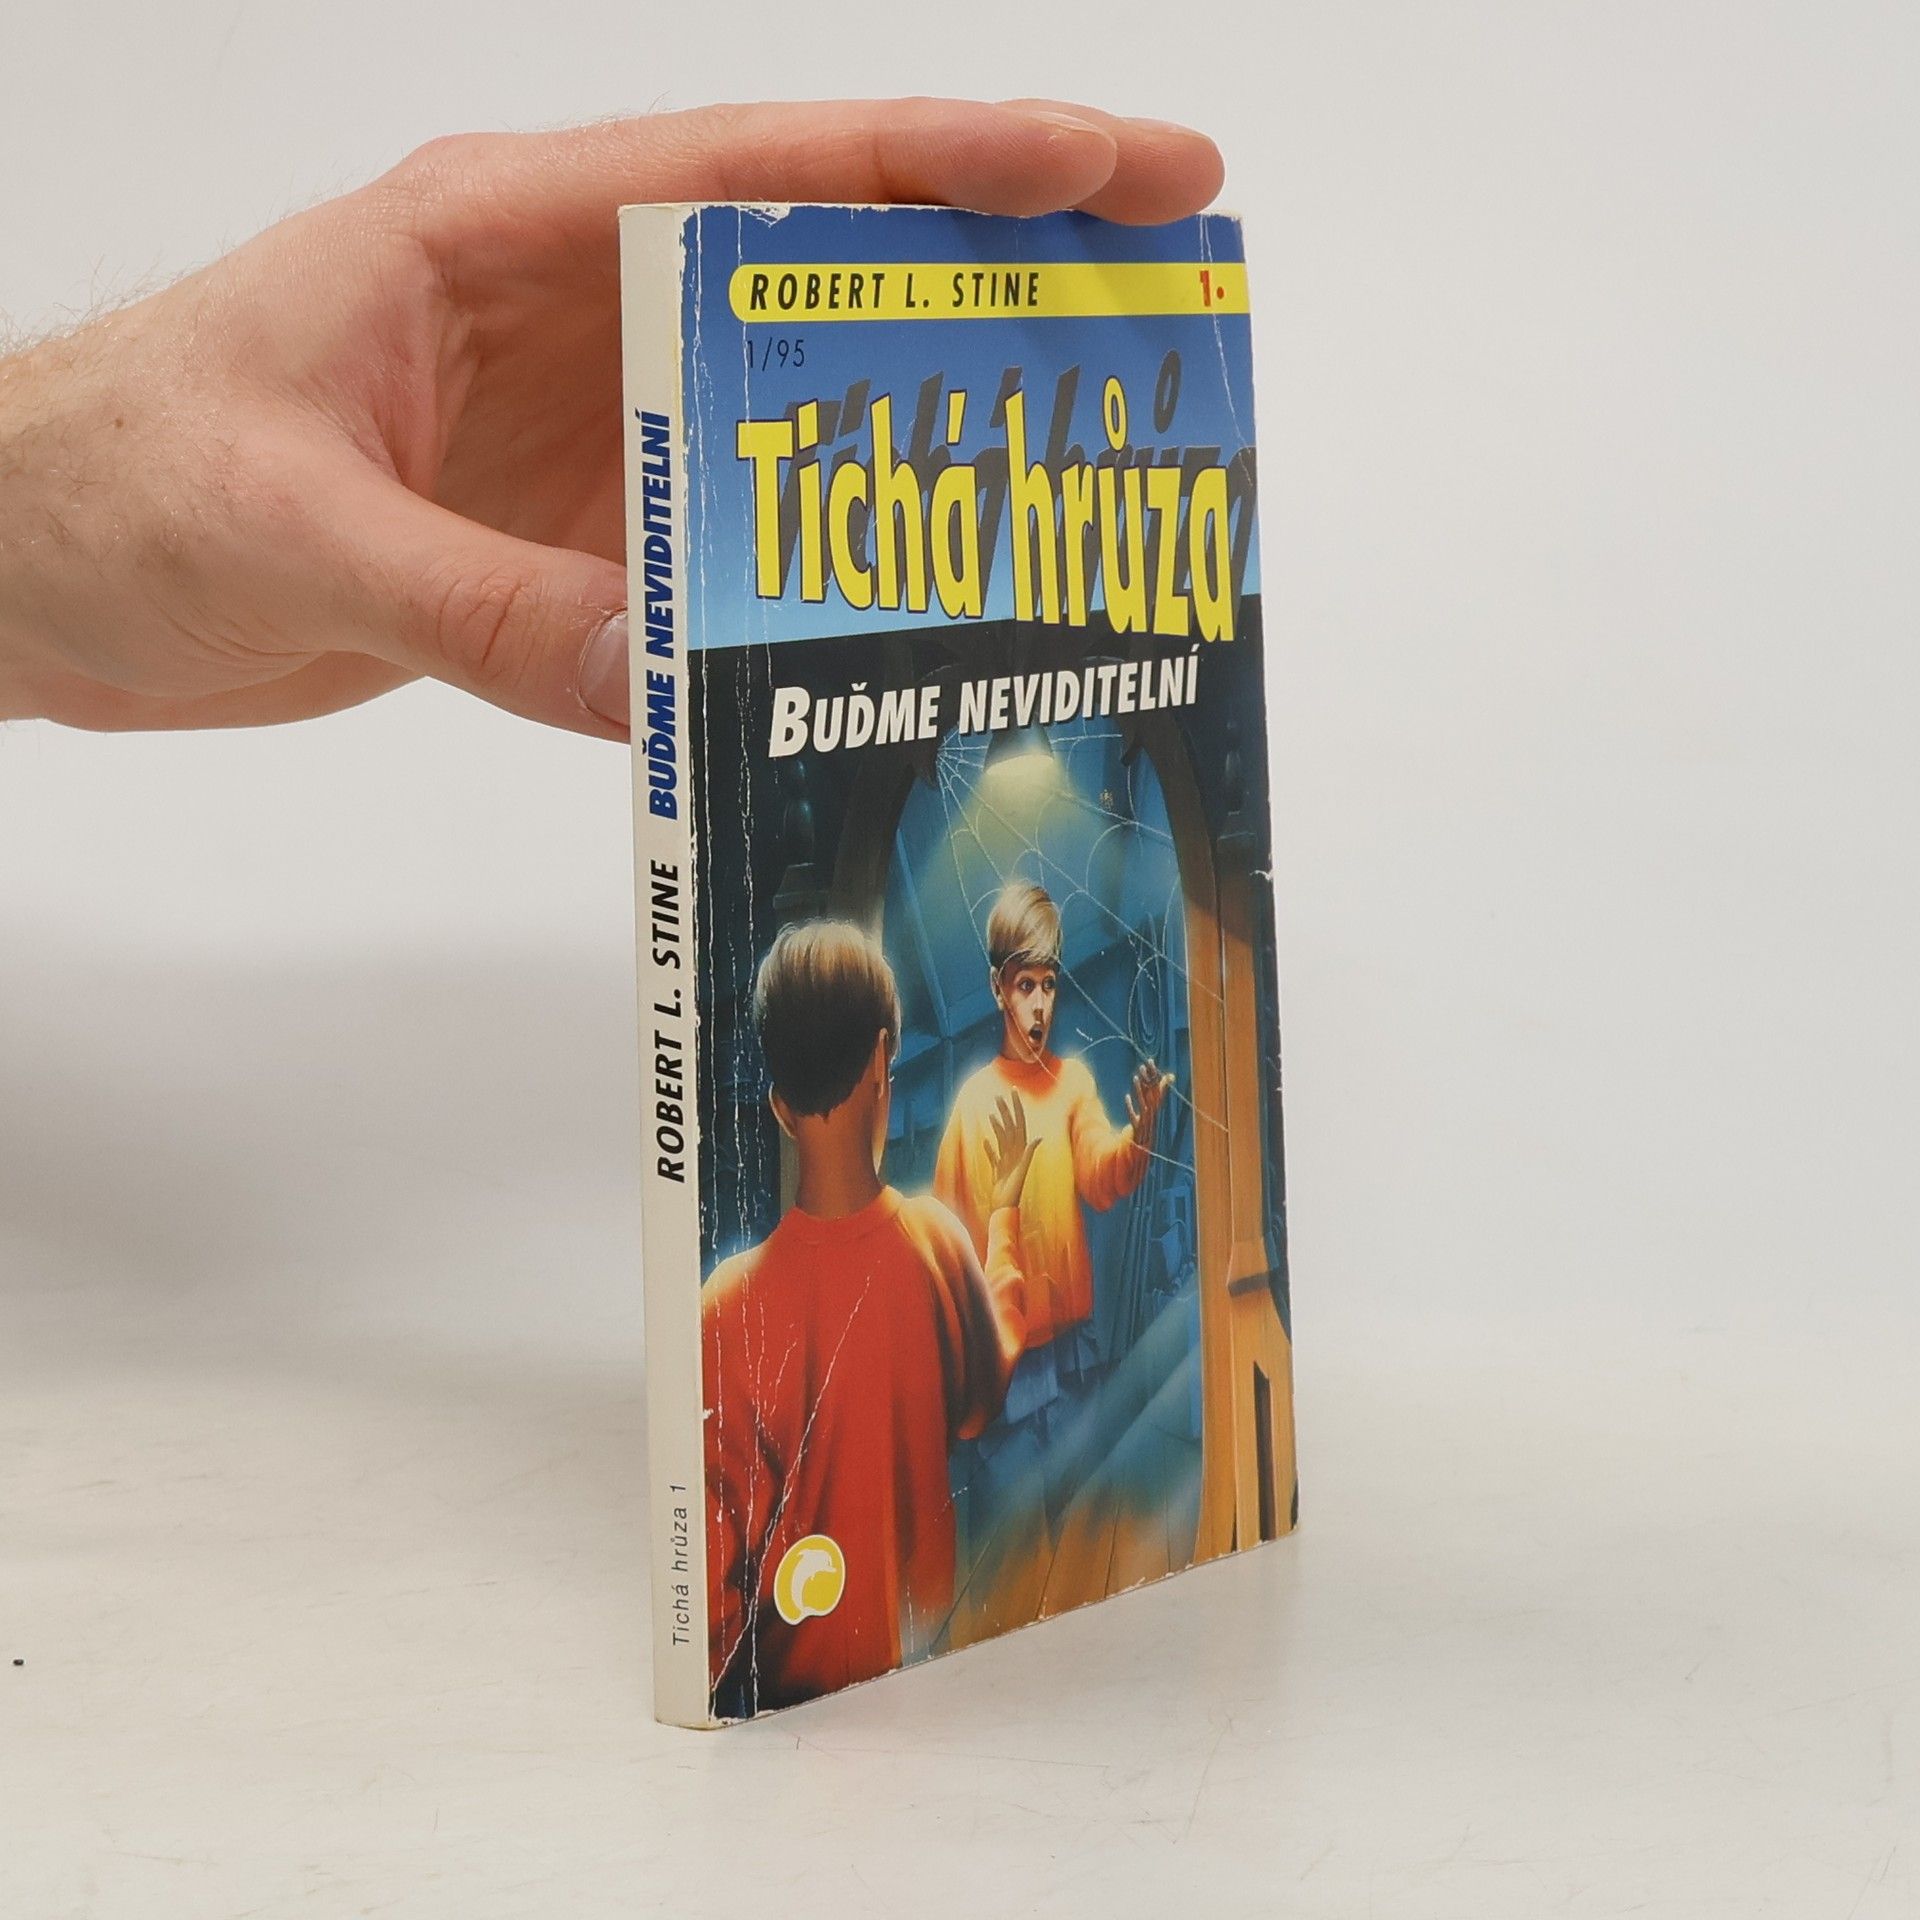 ROBERT L. STINE 1.
1/95
Tichá hrůza
BUĎME NEVIDITELNÍ
ROBERT L. STINE BUĎME NEVIDITELNÍ
Tichá hrůza 1